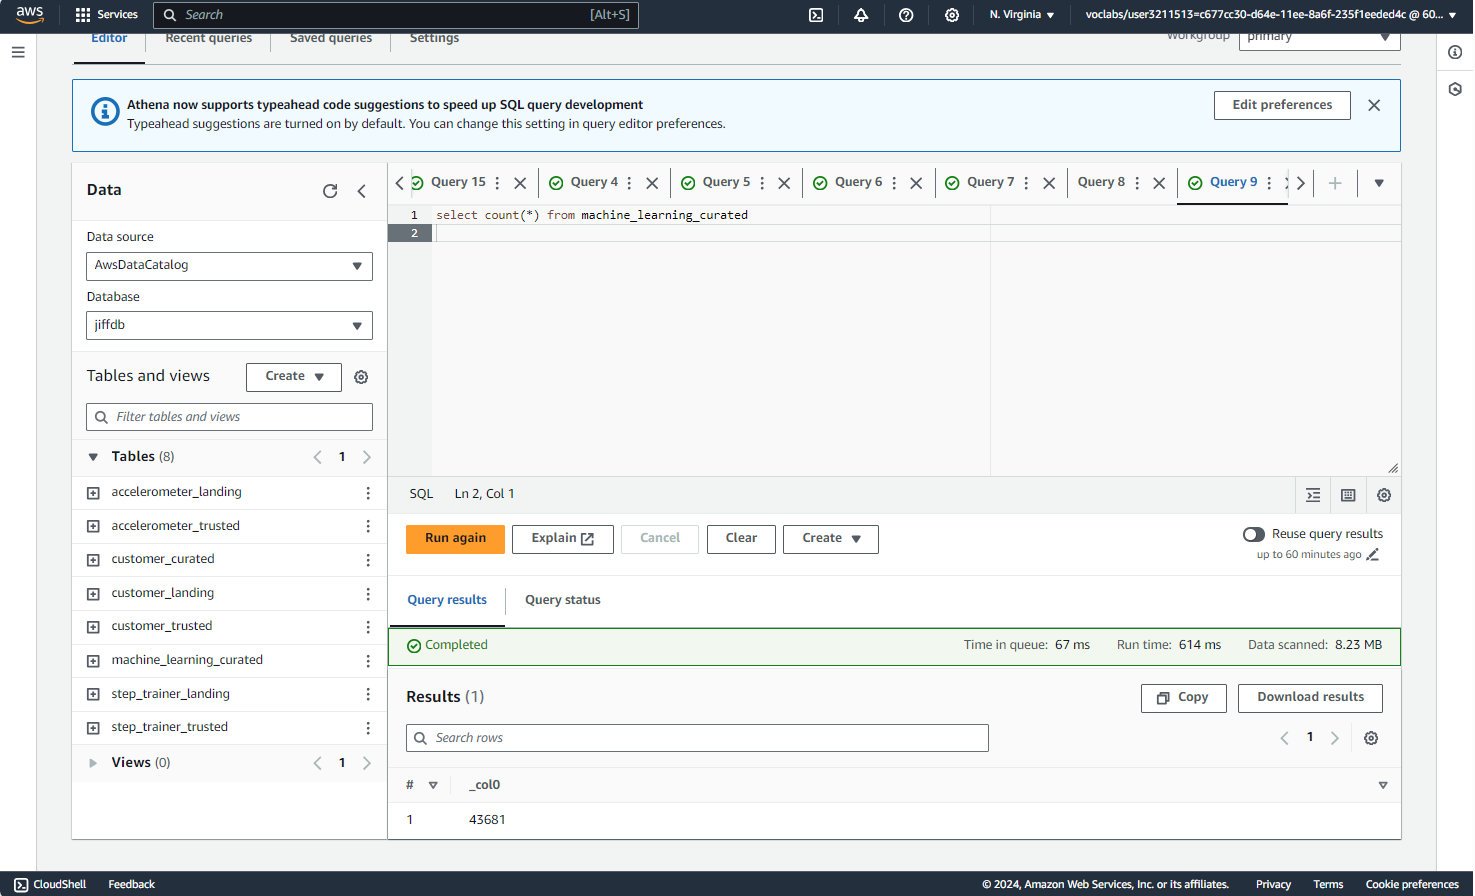 aws
Services
Search
[Alt+S]
N. Virginia
voclabs/user3211513=c677cc30-d64e-11ee-8a6f-235f1eeded4c @ 60...
Editor
Recent queries
Saved queries
Settings
Workgroup
primary
Athena now supports typeahead code suggestions to speed up SQL query development
Typeahead suggestions are turned on by default. You can change this setting in query editor preferences.
Edit preferences
Data
Data source
AwsDataCatalog
Database
jiffdb
Tables and views
Create
Filter tables and views
Tables (8)
1
accelerometer_landing
accelerometer_trusted
customer_curated
customer_landing
customer_trusted
machine_learning_curated
step_trainer_landing
step_trainer_trusted
Views (0)
1
Query 15
Query 4
Query 5
Query 6
Query 7
Query 8
Query 9
1 select count(*) from machine_learning_curated
2
SQL
Ln 2, Col 1
Run again
Explain
Cancel
Clear
Create
Reuse query results
up to 60 minutes ago
Query results
Query status
Completed
Time in queue: 67 ms
Run time: 614 ms
Data scanned: 8.23 MB
Results (1)
Copy
Download results
Search rows
1
# _col0
1 43681
CloudShell
Feedback
© 2024, Amazon Web Services, Inc. or its affiliates.
Privacy
Terms
Cookie preferences